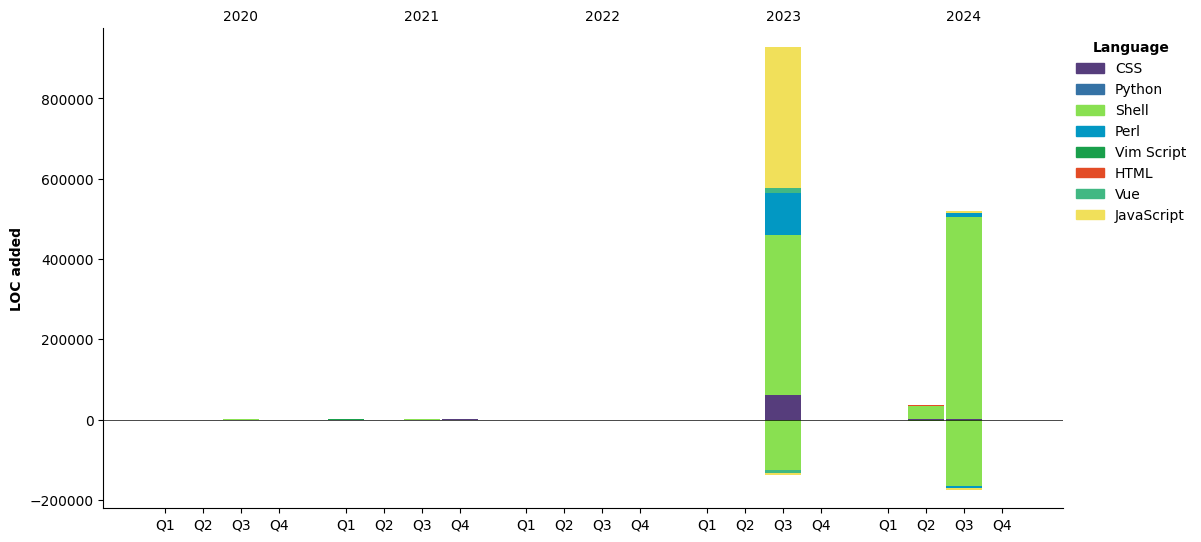 2020 2021 2022 2023 2024
Language
CSS
Python
Shell
Perl
Vim Script
HTML
Vue
JavaScript
LOC added
800000
600000
400000
200000
0
−200000
Q1 Q2 Q3 Q4 Q1 Q2 Q3 Q4 Q1 Q2 Q3 Q4 Q1 Q2 Q3 Q4 Q1 Q2 Q3 Q4